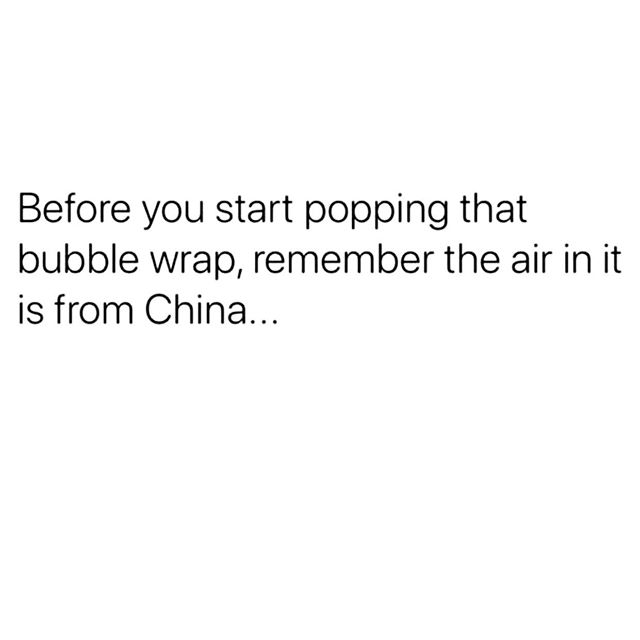 Before you start popping that
bubble wrap, remember the air in it
is from China...